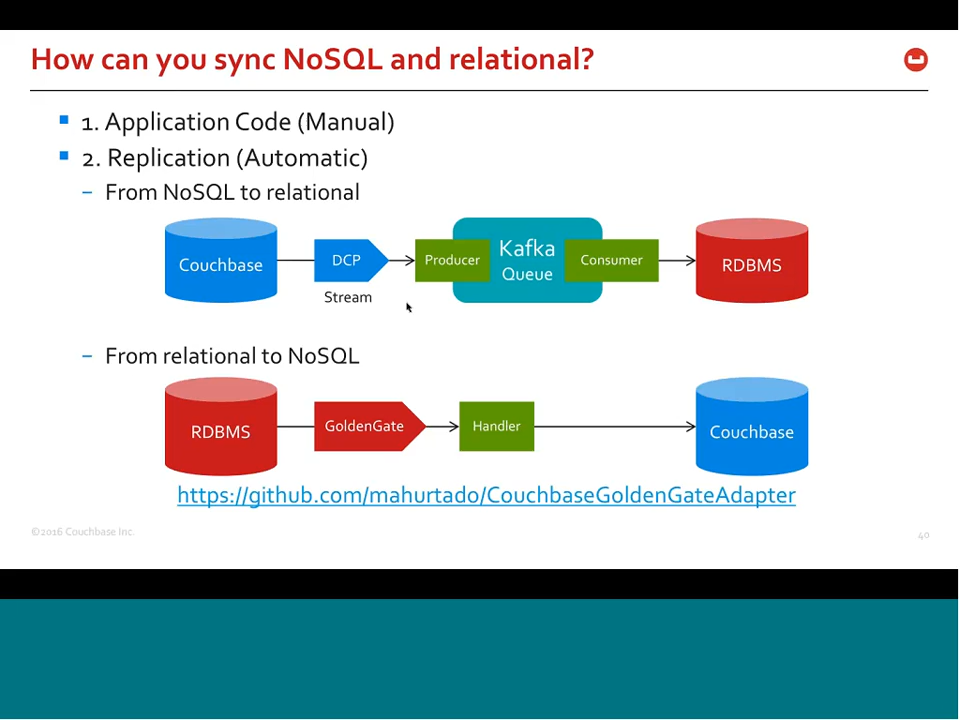 How can you sync NoSQL and relational?
1. Application Code (Manual)
2. Replication (Automatic)
– From NoSQL to relational
Couchbase
DCP
Producer
Kafka
Queue
Consumer
RDBMS
Stream
– From relational to NoSQL
RDBMS
GoldenGate
Handler
Couchbase
https://github.com/mahurtado/CouchbaseGoldenGateAdapter
©2016 Couchbase Inc.
40